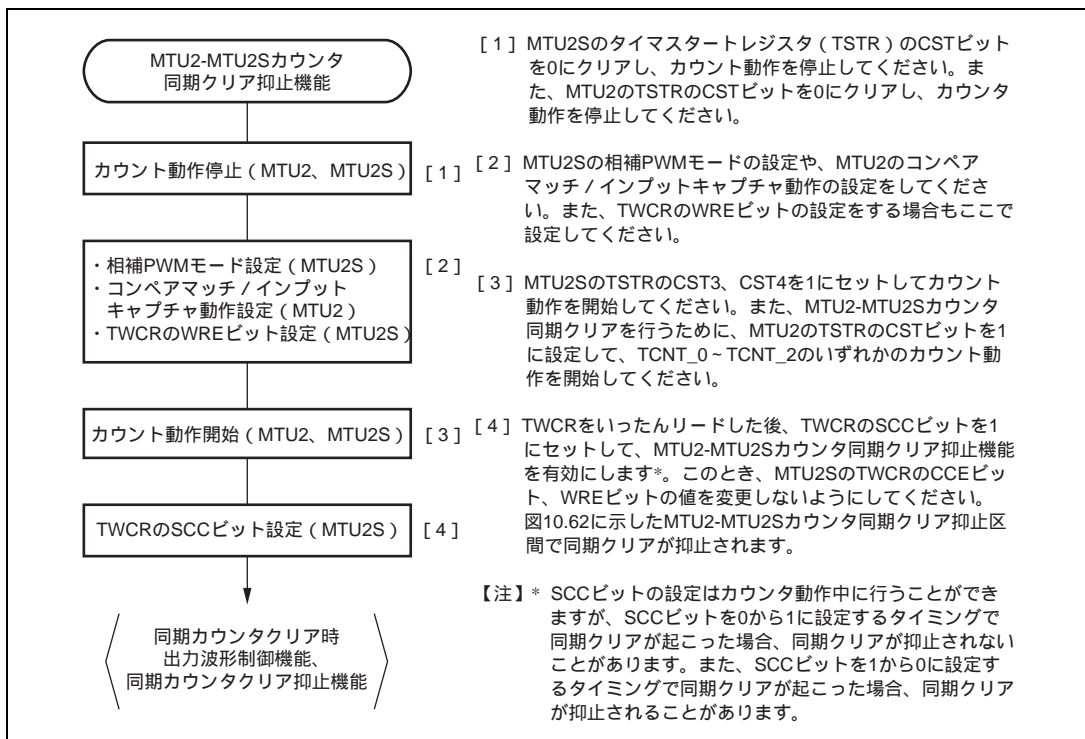 MTU2-MTU2Sカウンタ
同期クリア抑止機能
カウント動作停止（MTU2、MTU2S） [1]
・相補PWMモード設定（MTU2S） [2]
・コンペアマッチ / インプット
キャプチャ動作設定（MTU2）
・TWCRのWREビット設定（MTU2S）
カウント動作開始（MTU2、MTU2S） [3]
TWCRのSCCビット設定（MTU2S） [4]
同期カウンタクリア時
出力波形制御機能、
同期カウンタクリア抑止機能
[1] MTU2Sのタイマスタートレジスタ（TSTR）のCSTビット
を0にクリアし、カウント動作を停止してください。ま
た、MTU2のTSTRのCSTビットを0にクリアし、カウンタ
動作を停止してください。
[2] MTU2Sの相補PWMモードの設定や、MTU2のコンペア
マッチ / インプットキャプチャ動作の設定をしてくださ
い。また、TWCRのWREビットの設定をする場合もここで
設定してください。
[3] MTU2SのTSTRのCST3、CST4を1にセットしてカウント
動作を開始してください。また、MTU2-MTU2Sカウンタ
同期クリアを行うために、MTU2のTSTRのCSTビットを1
に設定して、TCNT_0~TCNT_2のいずれかのカウント動
作を開始してください。
[4] TWCRをいったんリードした後、TWCRのSCCビットを1
にセットして、MTU2-MTU2Sカウンタ同期クリア抑止機能
を有効にします*。このとき、MTU2SのTWCRのCCEビッ
ト、WREビットの値を変更しないようにしてください。
図10.62に示したMTU2-MTU2Sカウンタ同期クリア抑止区
間で同期クリアが抑止されます。
【注】* SCCビットの設定はカウンタ動作中に行うことができ
ますが、SCCビットを0から1に設定するタイミングで
同期クリアが起こった場合、同期クリアが抑止されない
ことがあります。また、SCCビットを1から0に設定す
るタイミングで同期クリアが起こった場合、同期クリア
が抑止されることがあります。